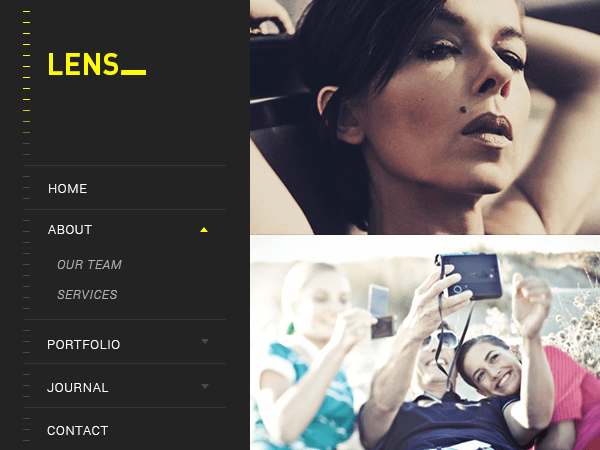 LENS_
HOME
ABOUT
OUR TEAM
SERVICES
PORTFOLIO
JOURNAL
CONTACT